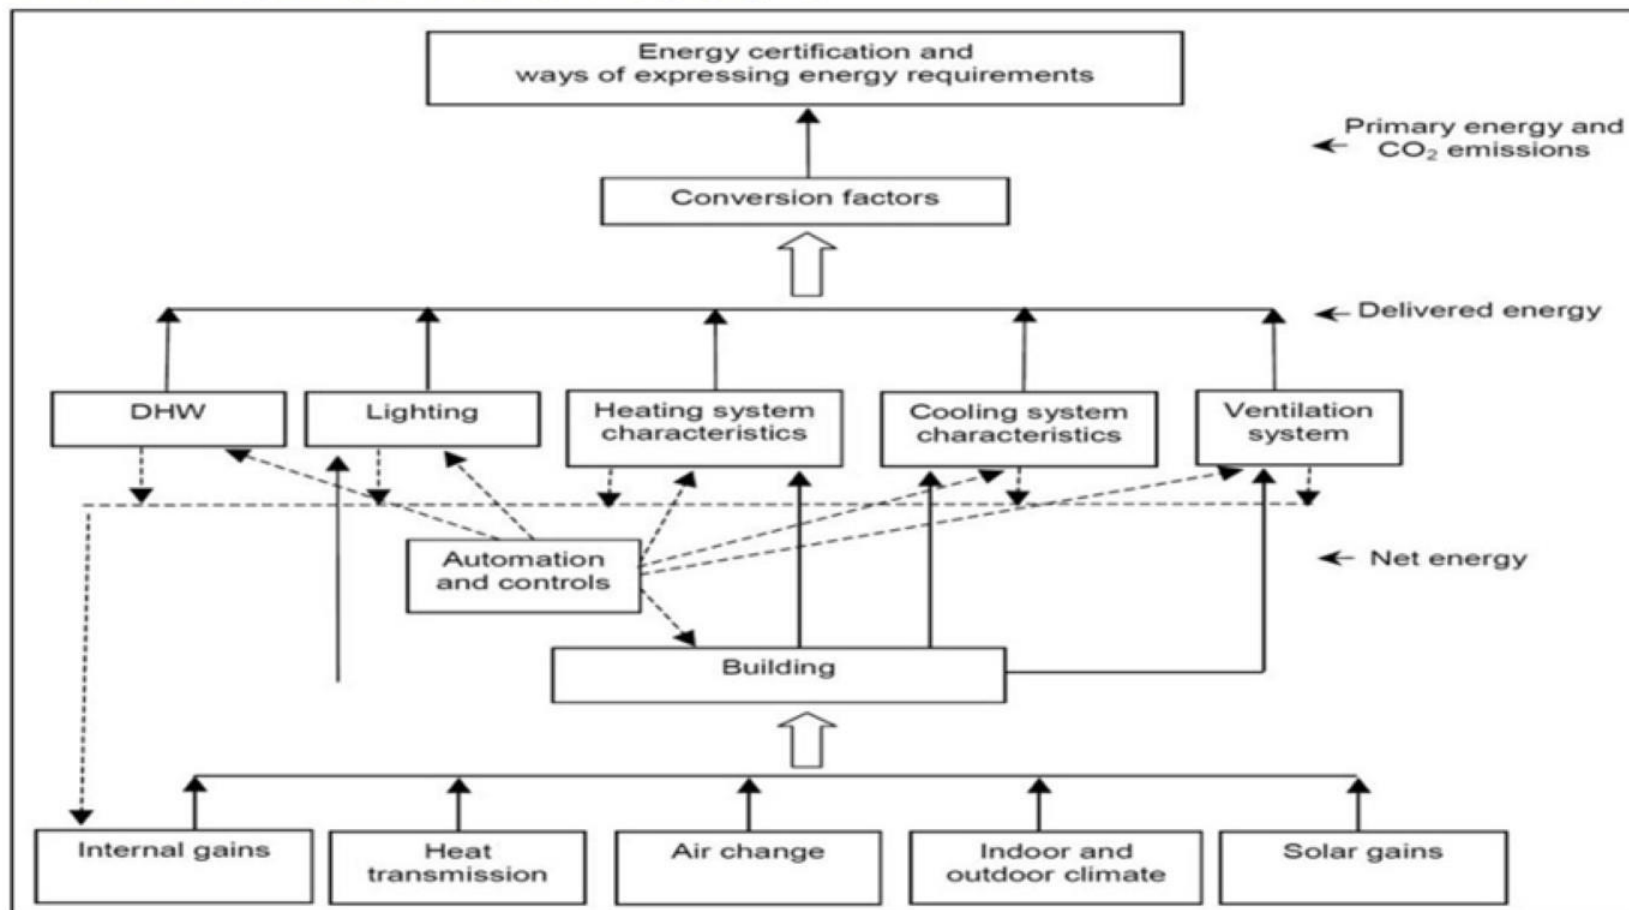 Energy certification and
ways of expressing energy requirements
Primary energy and
CO₂ emissions
Conversion factors
Delivered energy
DHW
Lighting
Heating system
characteristics
Cooling system
characteristics
Ventilation
system
Automation
and controls
Net energy
Building
Internal gains
Heat
transmission
Air change
Indoor and
outdoor climate
Solar gains